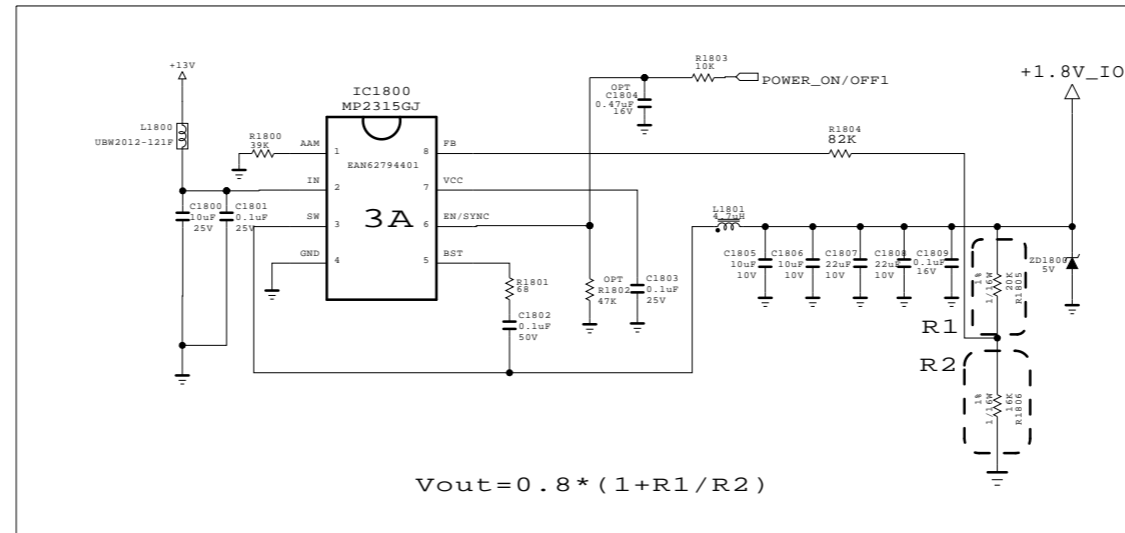 +13V
L1800
UBW2012-121F
C1800
10uF
25V
C1801
0.1uF
25V
R1800
39K
IC1800
MP2315GJ
EAN62794401
3A
AAM
1
IN
2
SW
3
GND
4
8
FB
7
VCC
6
EN/SYNC
5
BST
R1801
68
C1802
0.1uF
50V
OPT
R1802
47K
C1803
0.1uF
25V
OPT
C1804
0.47uF
16V
R1803
10K
POWER_ON/OFF1
R1804
82K
L1801
4.7uH
C1805
10uF
10V
C1806
10uF
10V
C1807
22uF
10V
C1808
22uF
10V
C1809
0.1uF
16V
+1.8V_IO
ZD1800
5V
1%
1/16W
20K
R1805
R1
R2
1%
1/16W
16K
R1806
Vout=0.8*(1+R1/R2)